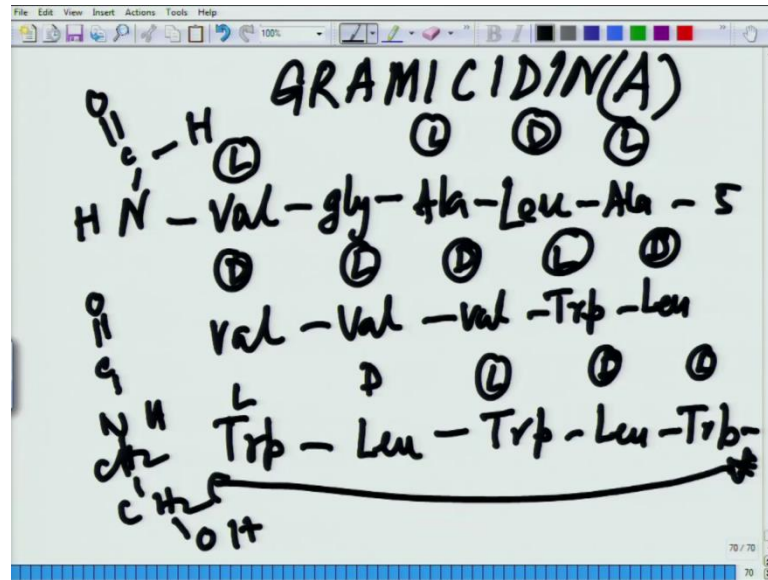 File Edit View Insert Actions Tools Help
100%
B I
GRAMICIDIN(A)
O
C - H
L L D L
HN - Val - gly - Ala - Leu - Ala - 5
D L D L D
Val - Val - Val - Trp - Leu
L D L D L
Trp - Leu - Trp - Leu - Trp -
O
C
N H
CH2
CH2
OH
70 / 70
70